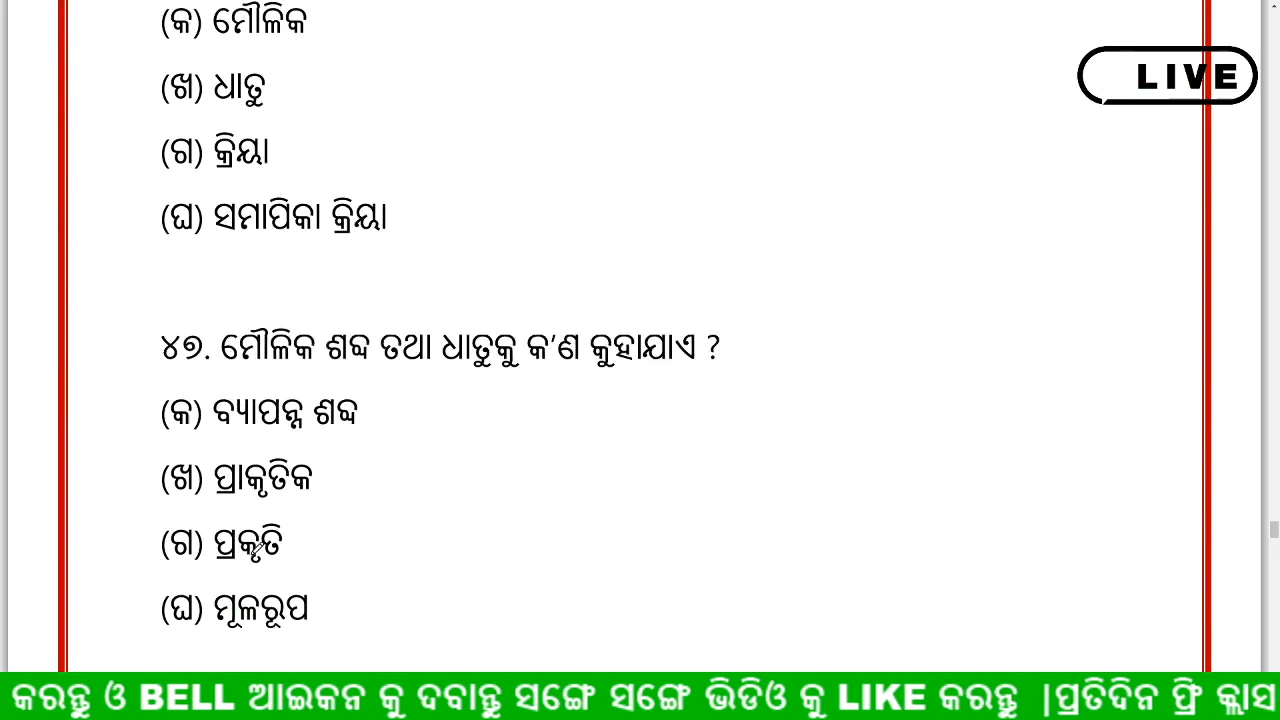 (କ) ମୌଳିକ
LIVE
(ଖ) ଧାତୁ
(ଗ) କ୍ରିୟା
(ଘ) ସମାପିକା କ୍ରିୟା
୪୭. ମୌଳିକ ଶବ୍ଦ ତଥା ଧାତୁକୁ କ'ଣ କୁହାଯାଏ ?
(କ) ବ୍ୟାପନ୍ନ ଶବ୍ଦ
(ଖ) ପ୍ରାକୃତିକ
(ଗ) ପ୍ରକୃତି
(ଘ) ମୂଳରୂପ
କରନ୍ତୁ ଓ BELL ଆଇକନ କୁ ଦବାନ୍ତୁ ସଙ୍ଗେ ସଙ୍ଗେ ଭିଡିଓ କୁ LIKE କରନ୍ତୁ |ପ୍ରତିଦିନ ଫ୍ରି କ୍ଲାସ